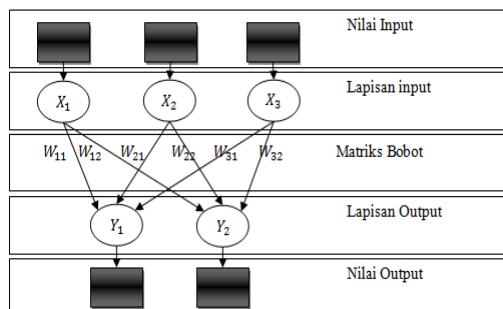 Nilai Input
X₁ X₂ X₃ Lapisan input
W₁₁ W₁₂ W₂₁ W₂₂ W₃₁ W₃₂ Matriks Bobot
Y₁ Y₂ Lapisan Output
Nilai Output